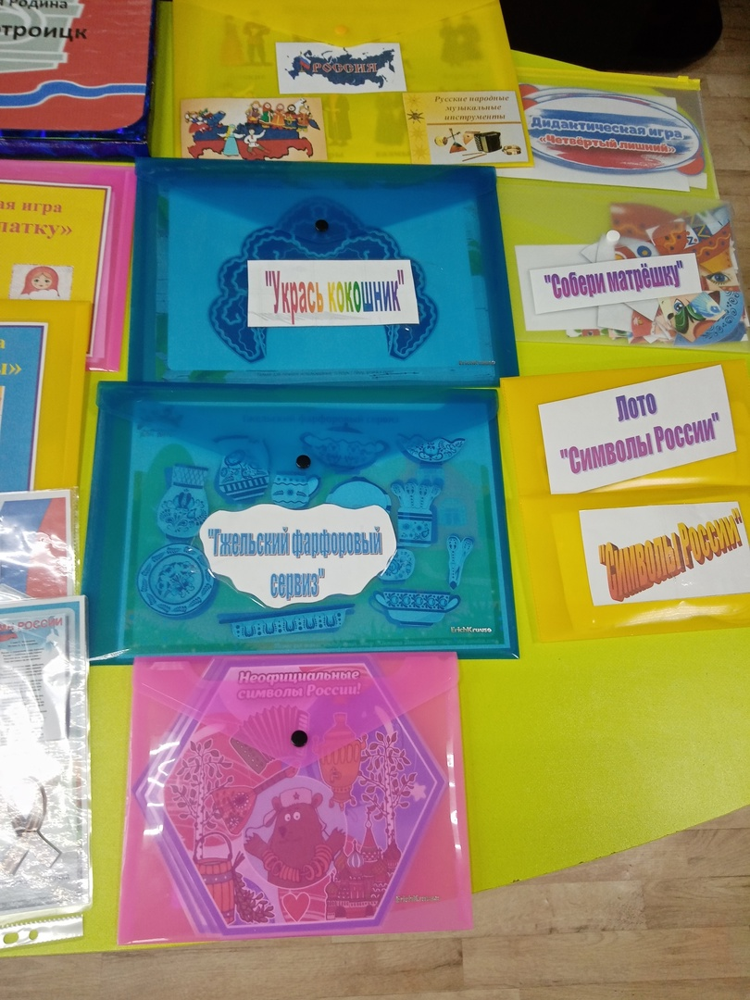 Родина
троицк
РОССИЯ
Русские народные
музыкальные
инструменты
Дидактическая игра
«Четвёртый лишний»
ая игра
латку»
"Укрась кокошник"
"Собери матрёшку"
а
ы»
Лото
"Символы России"
"Символы России"
"Гжельский фарфоровый
сервиз"
ErichKrause
РОССИИ
Неофициальные
символы России!
ErichKrause